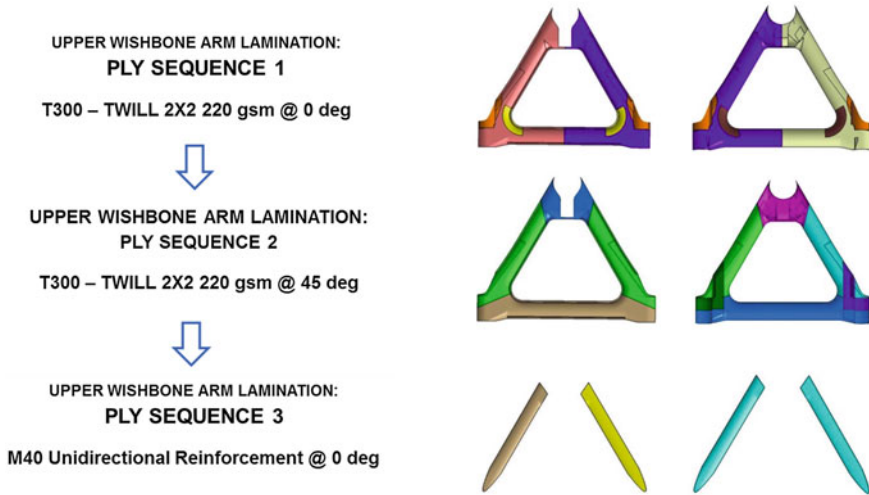 UPPER WISHBONE ARM LAMINATION:
PLY SEQUENCE 1
T300 – TWILL 2X2 220 gsm @ 0 deg
UPPER WISHBONE ARM LAMINATION:
PLY SEQUENCE 2
T300 – TWILL 2X2 220 gsm @ 45 deg
UPPER WISHBONE ARM LAMINATION:
PLY SEQUENCE 3
M40 Unidirectional Reinforcement @ 0 deg